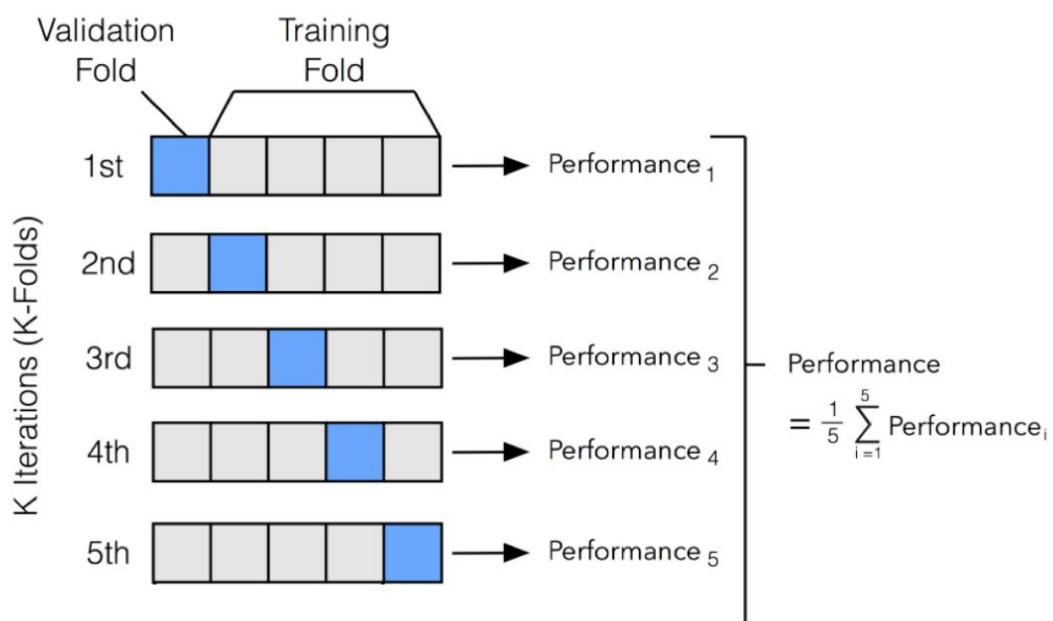 Validation
Fold
Training
Fold
K Iterations (K-Folds)
1st
Performance 1
2nd
Performance 2
3rd
Performance 3
4th
Performance 4
5th
Performance 5
Performance
= 1/5 5 ∑ i=1 Performance i